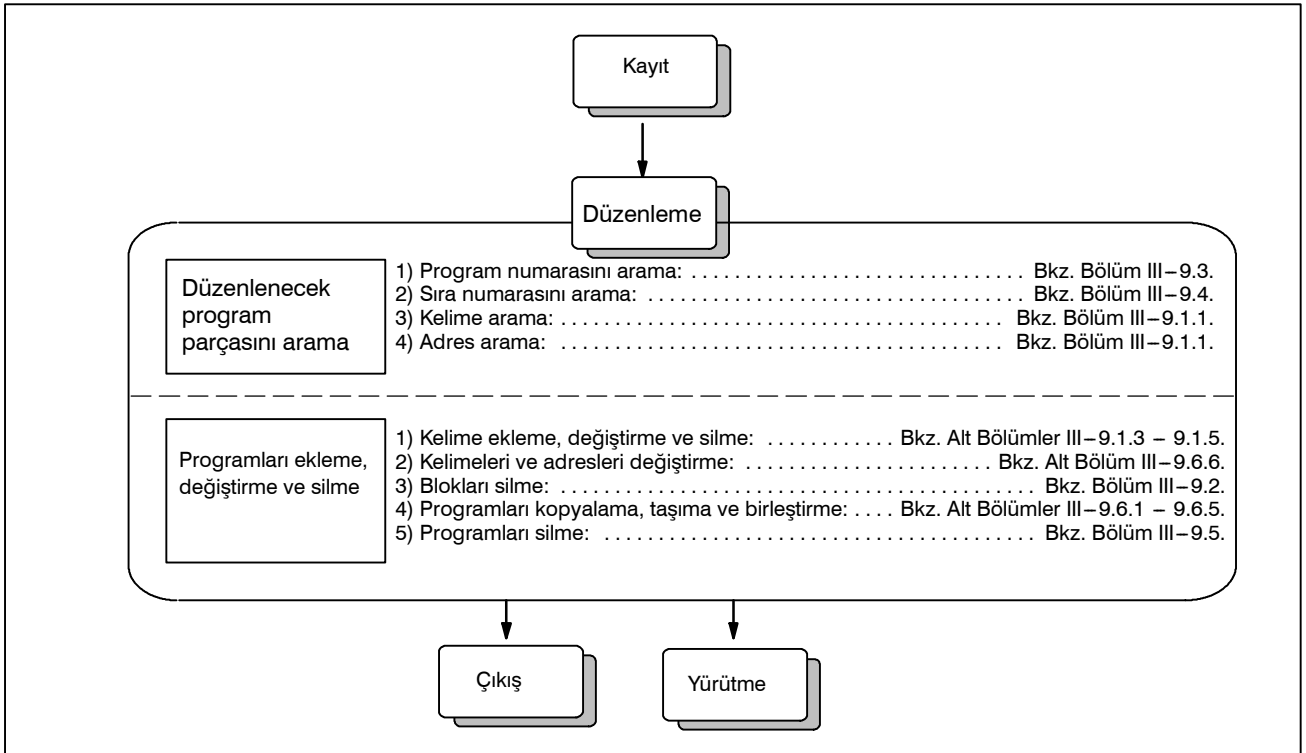 Kayıt
Düzenleme
Düzenlenecek
program
parçasını arama
1) Program numarasını arama: . . . . . . . . . . . . . . . . . . . . . . . . . . . . . . Bkz. Bölüm III–9.3.
2) Sıra numarasını arama: . . . . . . . . . . . . . . . . . . . . . . . . . . . . . . . . . . Bkz. Bölüm III–9.4.
3) Kelime arama: . . . . . . . . . . . . . . . . . . . . . . . . . . . . . . . . . . . . . . . Bkz. Bölüm III–9.1.1.
4) Adres arama: . . . . . . . . . . . . . . . . . . . . . . . . . . . . . . . . . . . . . . . Bkz. Bölüm III–9.1.1.
Programları ekleme,
değiştirme ve silme
1) Kelime ekleme, değiştirme ve silme: . . . . . . . . . . . . Bkz. Alt Bölümler III–9.1.3 – 9.1.5.
2) Kelimeleri ve adresleri değiştirme: . . . . . . . . . . . . . . . . . . . . . . . Bkz. Alt Bölüm III–9.6.6.
3) Blokları silme: . . . . . . . . . . . . . . . . . . . . . . . . . . . . . . . . . . . . . . . . . . Bkz. Bölüm III–9.2.
4) Programları kopyalama, taşıma ve birleştirme: . . . . Bkz. Alt Bölümler III–9.6.1 – 9.6.5.
5) Programları silme: . . . . . . . . . . . . . . . . . . . . . . . . . . . . . . . . . . . . . . Bkz. Bölüm III–9.5.
Çıkış
Yürütme